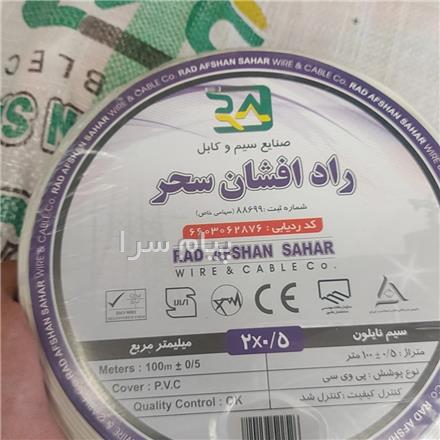 RAD AFSHAN SAHAR WIRE & CABLE Co.
صنایع سیم و کابل
راد افشان سحر
شماره ثبت: ۸۸۶۹۹ (سهامی خاص)
کد ردیابی: ۶۶۰۳۰۶۲۸۷۶
پیام سرا
RAD AFSHAN SAHAR
WIRE & CABLE Co.
CE
میلیمتر مربع ۲x۰/۵
سیم نایلون
Meters : 100m ± 0/5
متراژ: ۰/۵ ± ۱۰۰ متر
Cover : P.V.C
نوع پوشش: پی وی سی
Quality Control : OK
کنترل کیفیت: کنترل شد